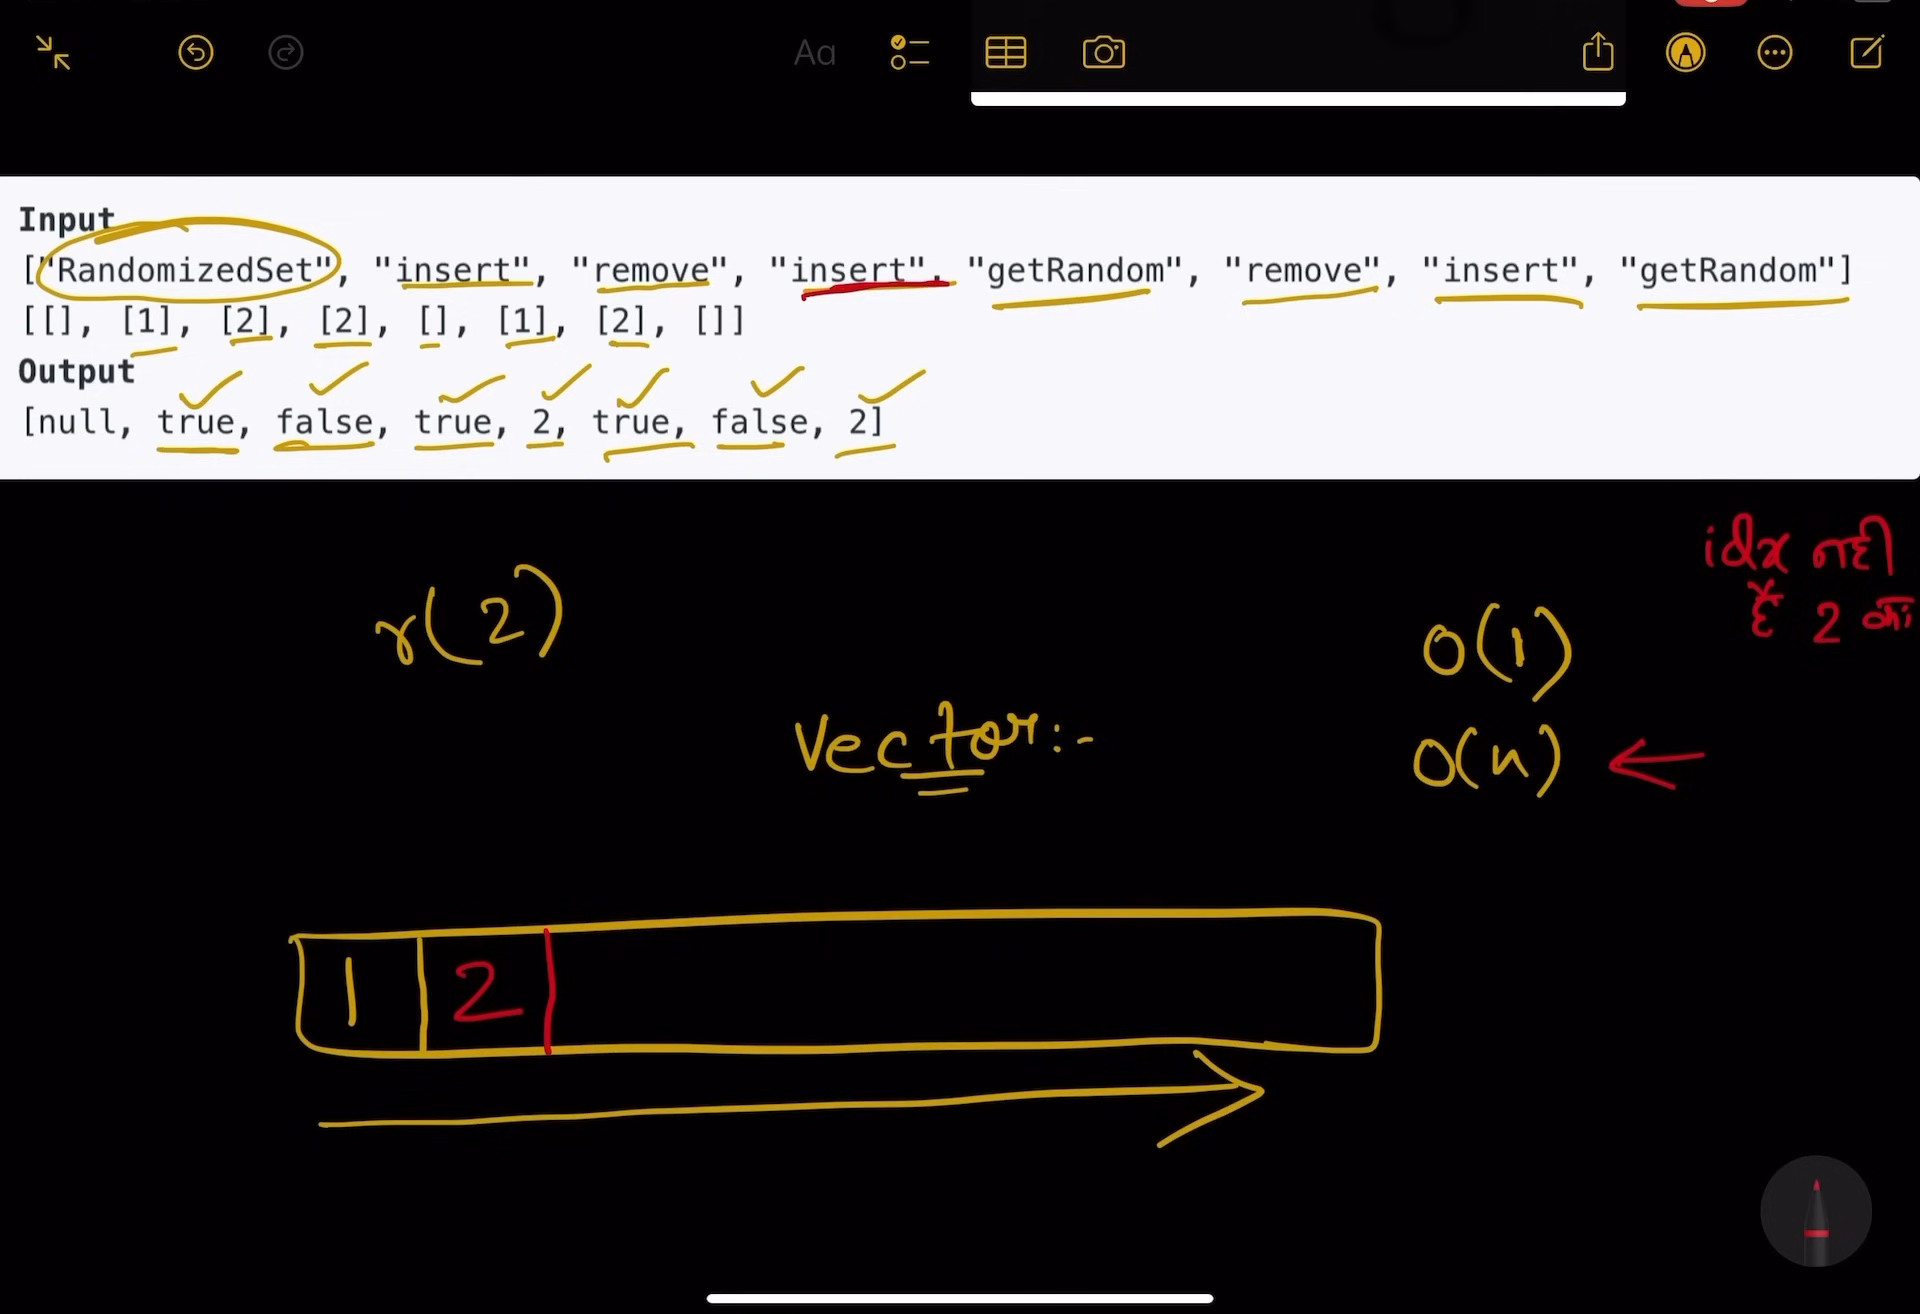 Aa
Input
["RandomizedSet", "insert", "remove", "insert", "getRandom", "remove", "insert", "getRandom"]
[[], [1], [2], [2], [], [1], [2], []]
Output
[null, true, false, true, 2, true, false, 2]
idx नही
है 2 का
r(2)
O(1)
Vector:-
O(n)
1 2